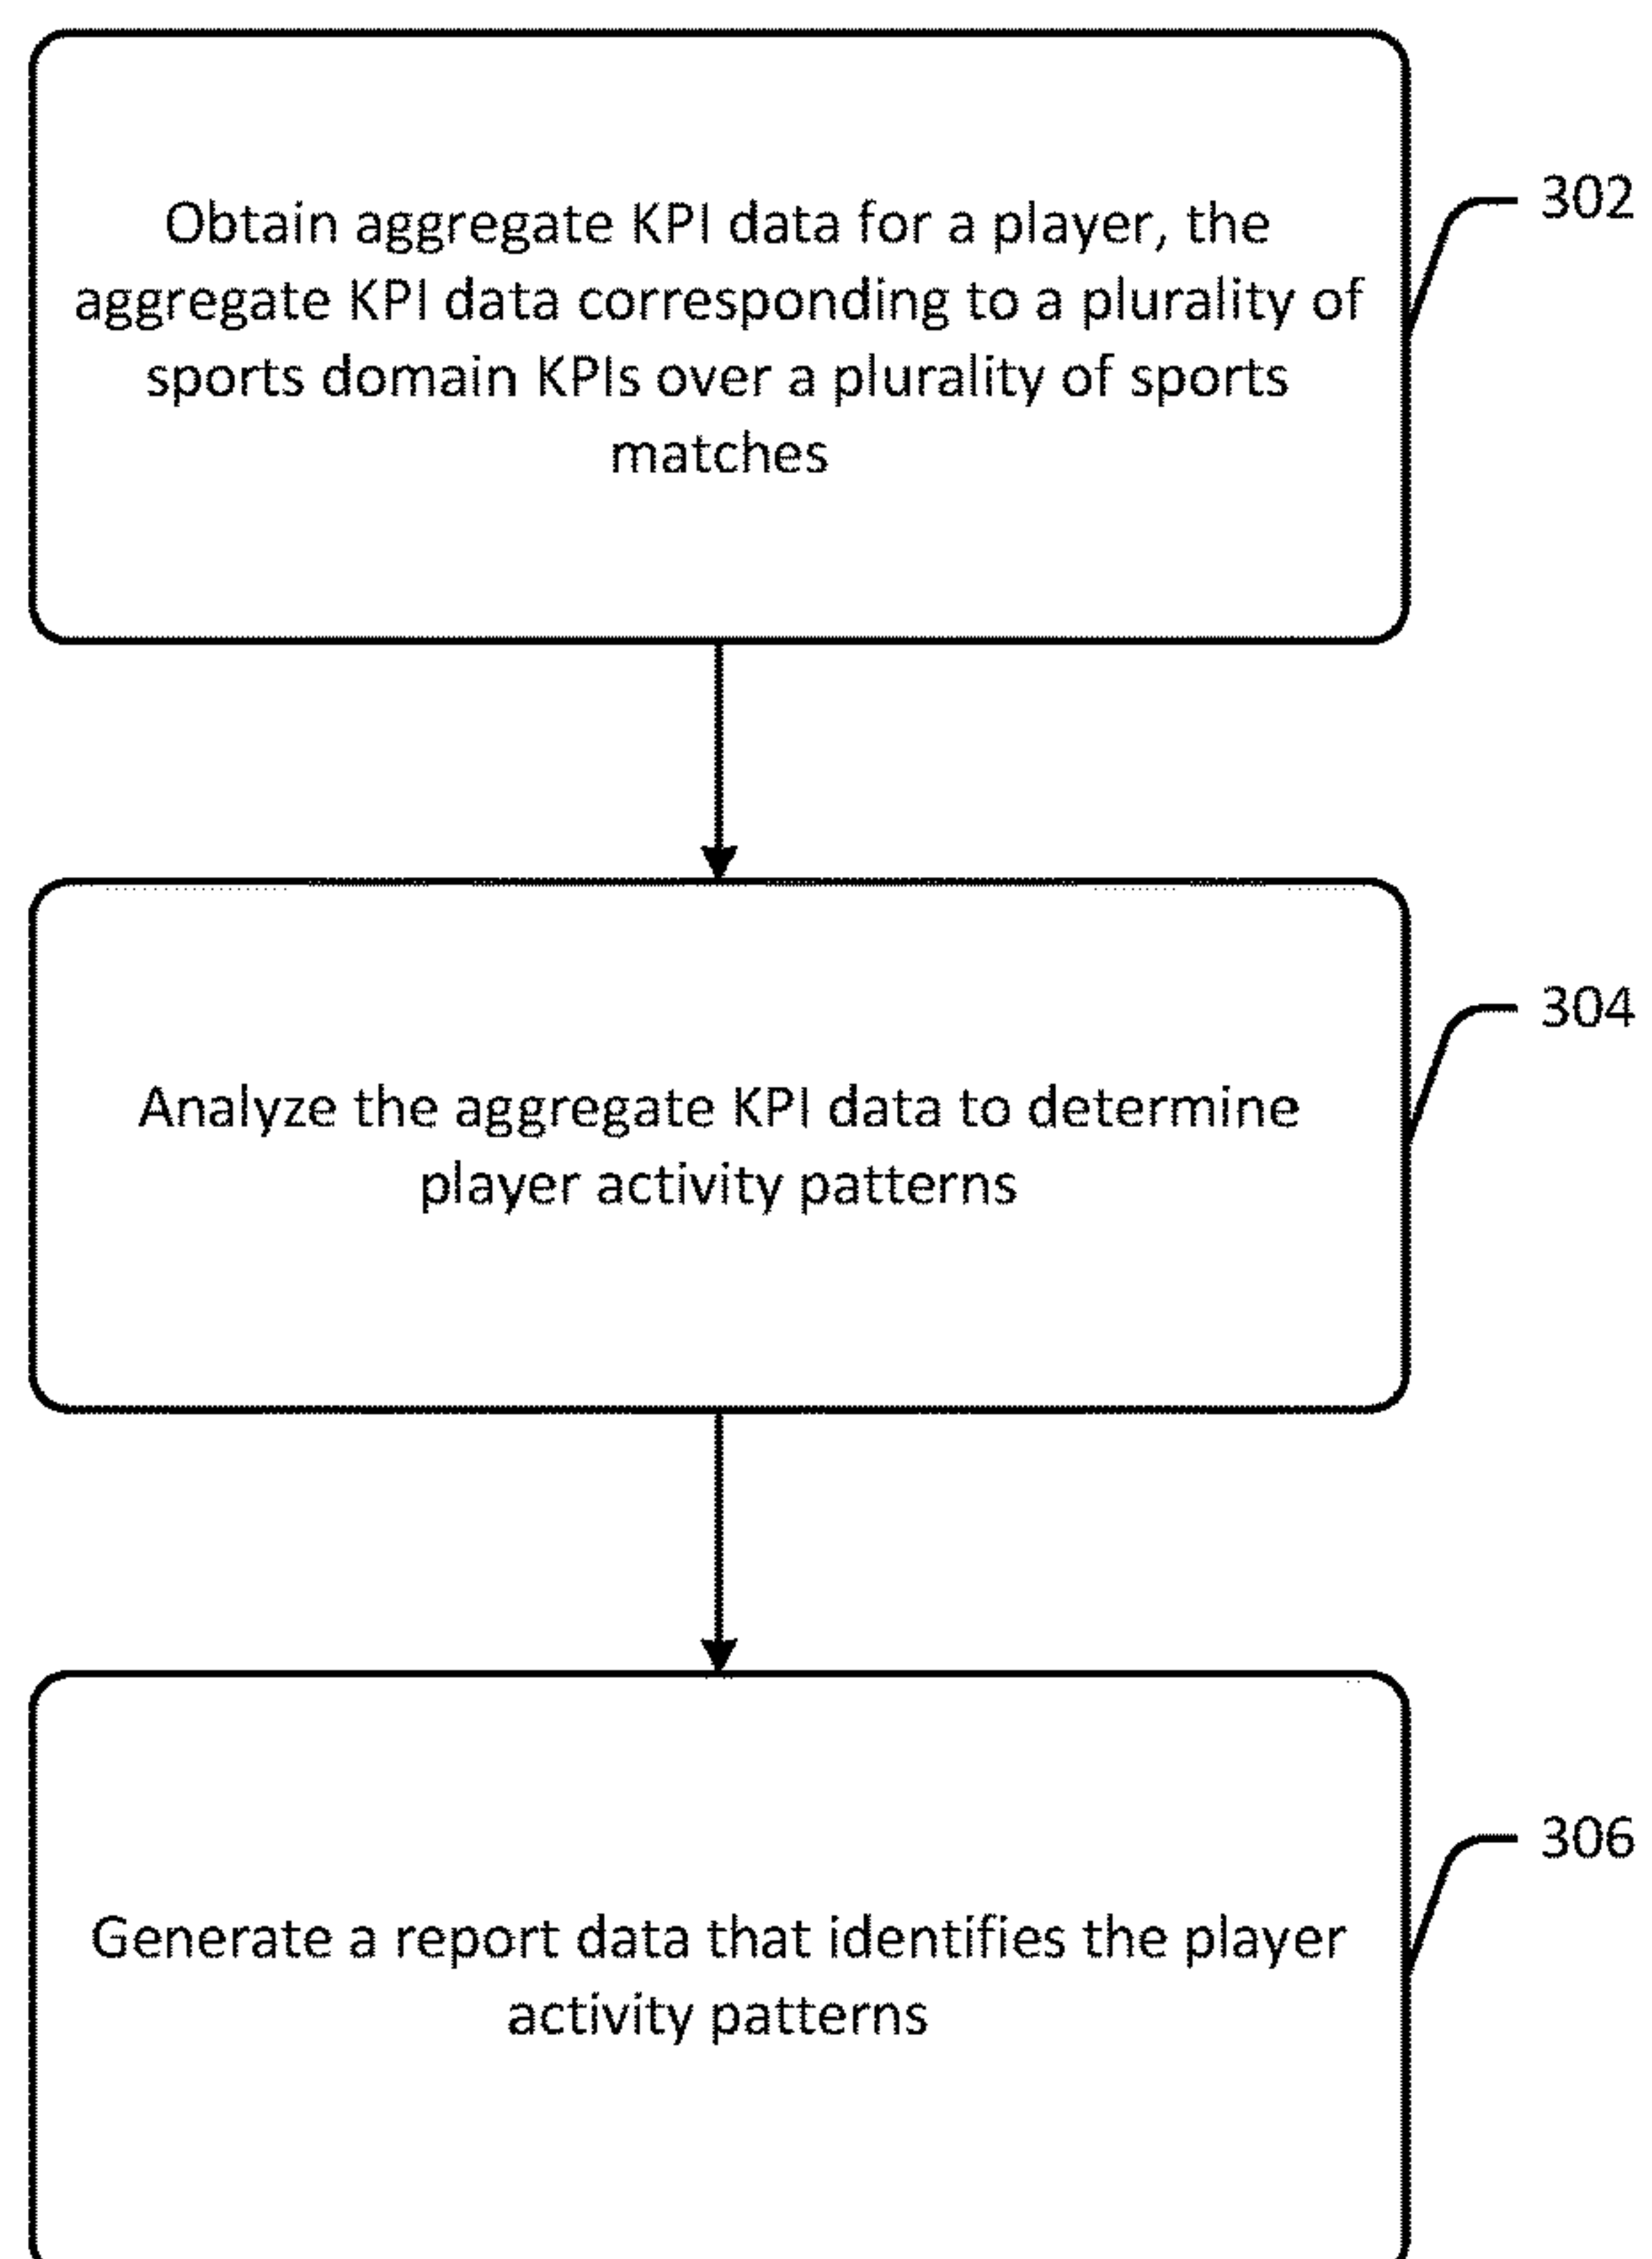 Obtain aggregate KPI data for a player, the
aggregate KPI data corresponding to a plurality of
sports domain KPIs over a plurality of sports
matches
302
Analyze the aggregate KPI data to determine
player activity patterns
304
Generate a report data that identifies the player
activity patterns
306